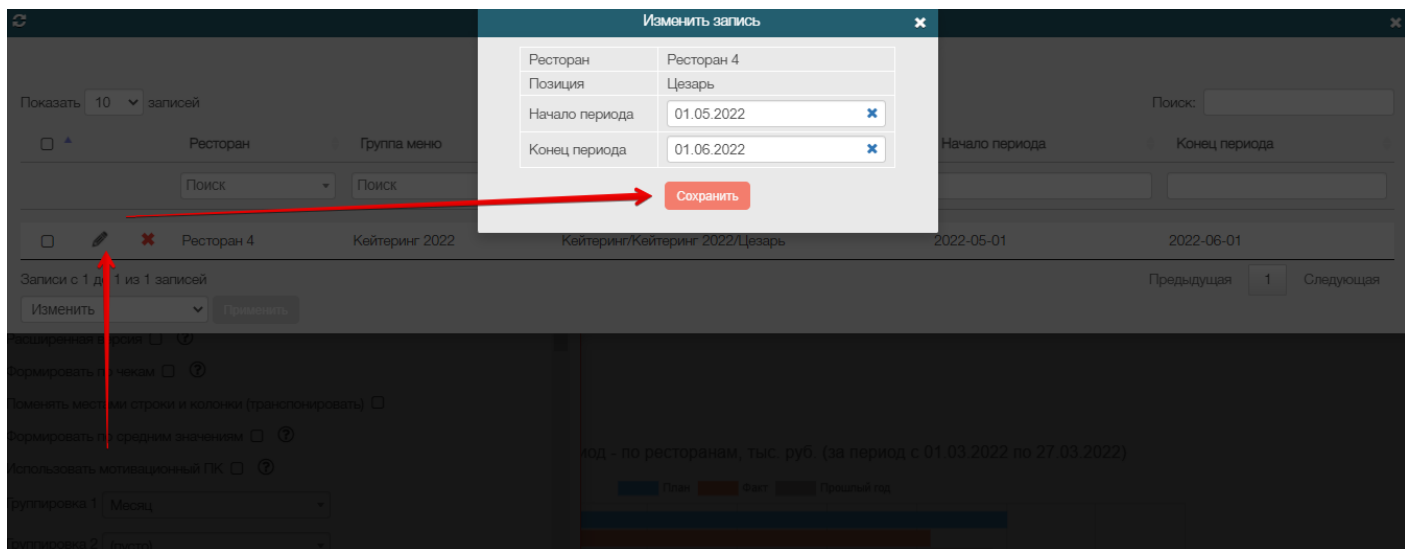 Изменить запись
Ресторан Ресторан 4
Позиция Цезарь
Начало периода 01.05.2022
Конец периода 01.06.2022
Сохранить
Показать 10 записей
Поиск:
Ресторан Группа меню Начало периода Конец периода
Поиск Поиск
Ресторан 4 Кейтеринг 2022 Кейтеринг/Кейтеринг 2022/Цезарь 2022-05-01 2022-06-01
Записи с 1 до 1 из 1 записей
Предыдущая 1 Следующая
Изменить Применить
Расширенная версия
Формировать по чекам
Поменять местами строки и колонки (транспонировать)
Формировать по средним значениям
Использовать мотивационный ПК
Группировка 1 Месяц
Группировка 2 (пусто)
иод - по ресторанам, тыс. руб. (за период с 01.03.2022 по 27.03.2022)
План Факт Прошлый год